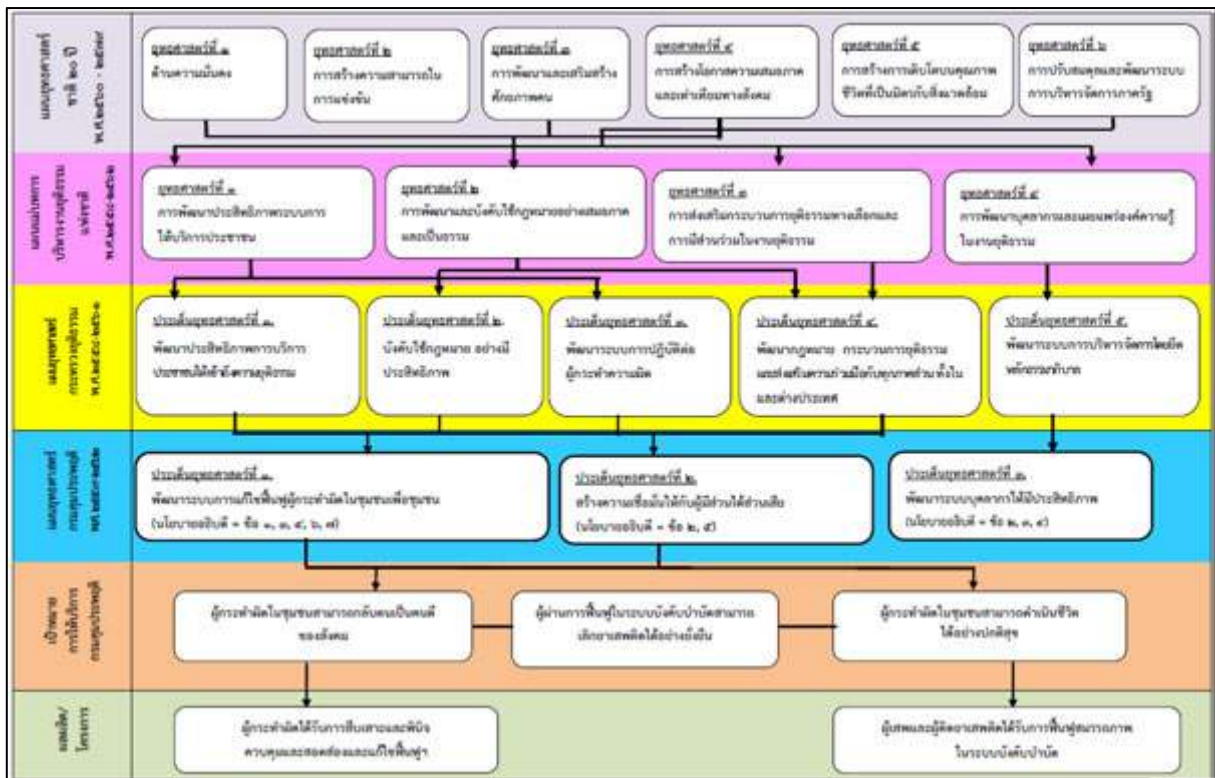 แผนยุทธศาสตร์
ชาติ ๒๐ ปี
พ.ศ.๒๕๖๐ - ๒๕๗๙
ยุทธศาสตร์ที่ ๑
ด้านความมั่นคง
ยุทธศาสตร์ที่ ๒
การสร้างความสามารถใน
การแข่งขัน
ยุทธศาสตร์ที่ ๓
การพัฒนาและเสริมสร้าง
ศักยภาพคน
ยุทธศาสตร์ที่ ๔
การสร้างโอกาสความเสมอภาค
และเท่าเทียมทางสังคม
ยุทธศาสตร์ที่ ๕
การสร้างการเติบโตบนคุณภาพ
ชีวิตที่เป็นมิตรกับสิ่งแวดล้อม
ยุทธศาสตร์ที่ ๖
การปรับสมดุลและพัฒนาระบบ
การบริหารจัดการภาครัฐ
แผนแม่บทการ
บริหารงานยุติธรรม
แห่งชาติ
ยุทธศาสตร์ที่ ๑
การพัฒนาประสิทธิภาพระบบการ
ให้บริการประชาชน
ยุทธศาสตร์ที่ ๒
การพัฒนาและบังคับใช้กฎหมายอย่างเสมอภาค
และเป็นธรรม
ยุทธศาสตร์ที่ ๓
การส่งเสริมกระบวนการยุติธรรมทางเลือกและ
การมีส่วนร่วมในงานยุติธรรม
ยุทธศาสตร์ที่ ๔
การพัฒนาบุคลากรและเผยแพร่องค์ความรู้
ในงานยุติธรรม
แผนยุทธศาสตร์
กระทรวงยุติธรรม
ประเด็นยุทธศาสตร์ที่ ๑.
พัฒนาประสิทธิภาพการบริการ
ประชาชนให้เข้าถึงความยุติธรรม
ประเด็นยุทธศาสตร์ที่ ๒.
บังคับใช้กฎหมาย อย่างมี
ประสิทธิภาพ
ประเด็นยุทธศาสตร์ที่ ๓.
พัฒนาระบบการปฏิบัติต่อ
ผู้กระทำความผิด
ประเด็นยุทธศาสตร์ที่ ๔.
พัฒนากฎหมาย กระบวนการยุติธรรม
และส่งเสริมความร่วมมือกับทุกภาคส่วน ทั้งใน
และต่างประเทศ
ประเด็นยุทธศาสตร์ที่ ๕.
พัฒนาระบบการบริหารจัดการโดยยึด
หลักธรรมาภิบาล
แผนยุทธศาสตร์
กรมคุมประพฤติ
ประเด็นยุทธศาสตร์ที่ ๑.
พัฒนาระบบการแก้ไขฟื้นฟูผู้กระทำผิดในชุมชนเพื่อชุมชน
(นโยบายอธิบดี = ข้อ ๑, ๓, ๔, ๖, ๗)
ประเด็นยุทธศาสตร์ที่ ๒.
สร้างความเชื่อมั่นให้กับผู้มีส่วนได้ส่วนเสีย
(นโยบายอธิบดี = ข้อ ๒, ๕)
ประเด็นยุทธศาสตร์ที่ ๓.
พัฒนาระบบบุคลากรให้มีประสิทธิภาพ
(นโยบายอธิบดี = ข้อ ๒, ๓, ๔)
เป้าหมาย
การให้บริการ
กรมคุมประพฤติ
ผู้กระทำผิดในชุมชนสามารถกลับตนเป็นคนดี
ของสังคม
ผู้ผ่านการฟื้นฟูในระบบบังคับบำบัดสามารถ
เลิกยาเสพติดได้อย่างยั่งยืน
ผู้กระทำผิดในชุมชนสามารถดำเนินชีวิต
ได้อย่างปกติสุข
ผลผลิต/
โครงการ
ผู้กระทำผิดได้รับการสืบเสาะและพินิจ
ควบคุมและสอดส่องและแก้ไขฟื้นฟูฯ
ผู้เสพและผู้ติดยาเสพติดได้รับการฟื้นฟูสมรรถภาพ
ในระบบบังคับบำบัด